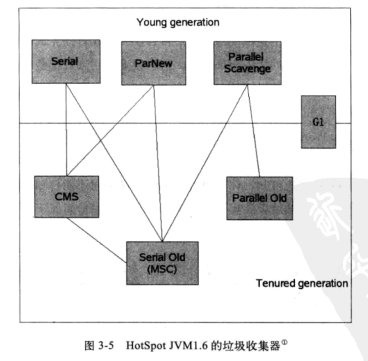 Young generation
Serial
ParNew
Parallel
Scavenge
G1
CMS
Parallel Old
Serial Old
(MSC)
Tenured generation
图 3-5 HotSpot JVM1.6 的垃圾收集器①